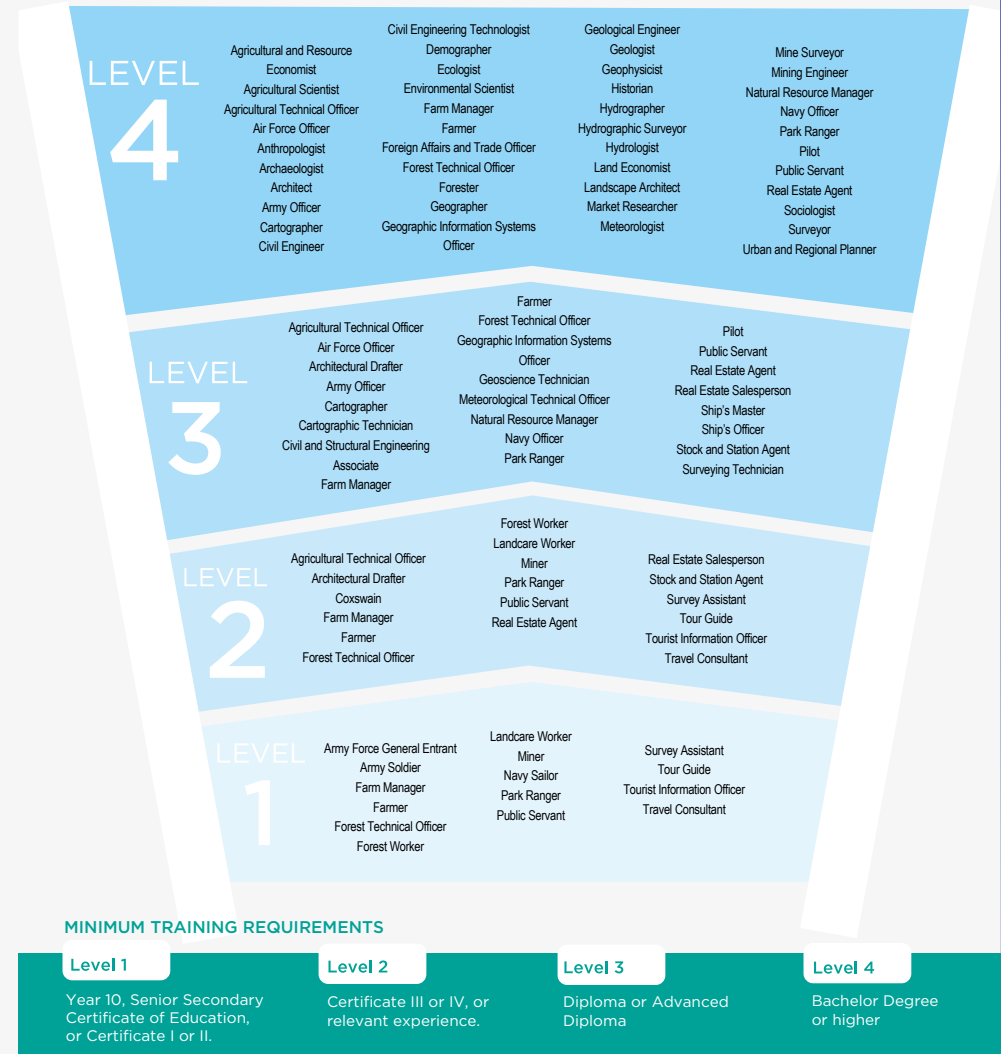 LEVEL
4
Agricultural and Resource
Economist
Agricultural Scientist
Agricultural Technical Officer
Air Force Officer
Anthropologist
Archaeologist
Architect
Army Officer
Cartographer
Civil Engineer
Civil Engineering Technologist
Demographer
Ecologist
Environmental Scientist
Farm Manager
Farmer
Foreign Affairs and Trade Officer
Forest Technical Officer
Forester
Geographer
Geographic Information Systems
Officer
Geological Engineer
Geologist
Geophysicist
Historian
Hydrographer
Hydrographic Surveyor
Hydrologist
Land Economist
Landscape Architect
Market Researcher
Meteorologist
Mine Surveyor
Mining Engineer
Natural Resource Manager
Navy Officer
Park Ranger
Pilot
Public Servant
Real Estate Agent
Sociologist
Surveyor
Urban and Regional Planner
LEVEL
3
Agricultural Technical Officer
Air Force Officer
Architectural Drafter
Army Officer
Cartographer
Cartographic Technician
Civil and Structural Engineering
Associate
Farm Manager
Farmer
Forest Technical Officer
Geographic Information Systems
Officer
Geoscience Technician
Meteorological Technical Officer
Natural Resource Manager
Navy Officer
Park Ranger
Pilot
Public Servant
Real Estate Agent
Real Estate Salesperson
Ship's Master
Ship's Officer
Stock and Station Agent
Surveying Technician
LEVEL
2
Agricultural Technical Officer
Architectural Drafter
Coxswain
Farm Manager
Farmer
Forest Technical Officer
Forest Worker
Landcare Worker
Miner
Park Ranger
Public Servant
Real Estate Agent
Real Estate Salesperson
Stock and Station Agent
Survey Assistant
Tour Guide
Tourist Information Officer
Travel Consultant
LEVEL
1
Army Force General Entrant
Army Soldier
Farm Manager
Farmer
Forest Technical Officer
Forest Worker
Landcare Worker
Miner
Navy Sailor
Park Ranger
Public Servant
Survey Assistant
Tour Guide
Tourist Information Officer
Travel Consultant
MINIMUM TRAINING REQUIREMENTS
Level 1
Year 10, Senior Secondary
Certificate of Education,
or Certificate I or II.
Level 2
Certificate III or IV, or
relevant experience.
Level 3
Diploma or Advanced
Diploma
Level 4
Bachelor Degree
or higher